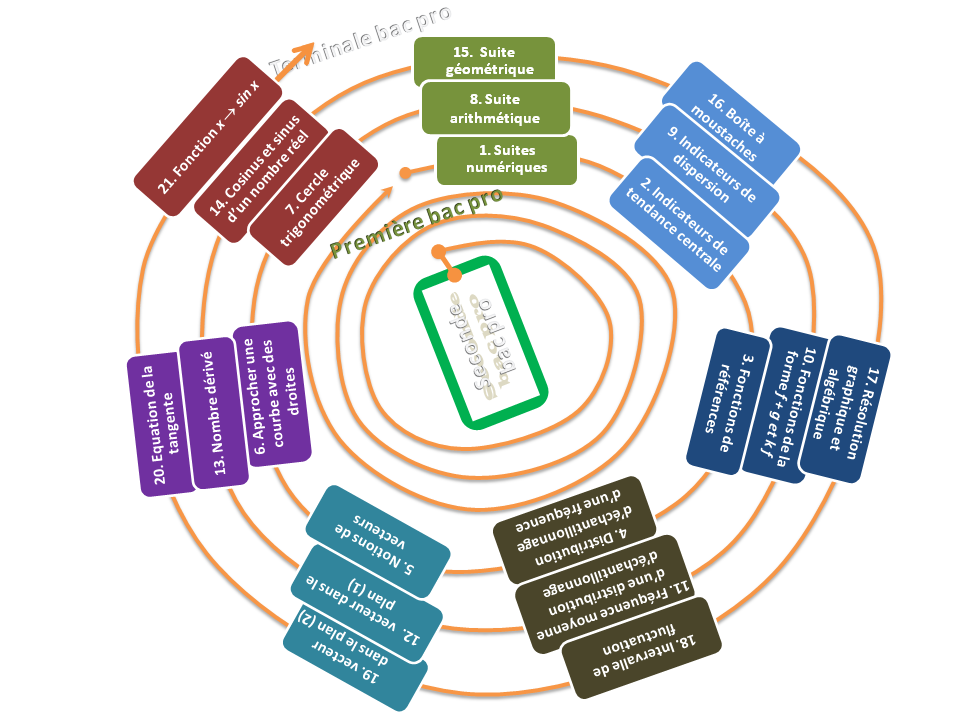 Terminale bac pro
15. Suite
géométrique
8. Suite
arithmétique
1. Suites
numériques
16. Boîte à
moustaches
9. Indicateurs de
dispersion
2. Indicateurs de
tendance centrale
17. Résolution
graphique et
algébrique
10. Fonctions de la
forme f + g et k f
3. Fonctions de
références
4. Distribution
d'échantillonnage
d'une fréquence
11. Fréquence moyenne
d'une distribution
d'échantillonnage
18. Intervalle de
fluctuation
5. Notions de
vecteurs
12. vecteur dans le
plan (1)
19. vecteur
dans le plan (2)
6. Approcher une
courbe avec des
droites
13. Nombre dérivé
20. Equation de la
tangente
7. Cercle
trigonométrique
14. Cosinus et sinus
d'un nombre réel
21. Fonction x → sin x
Première bac pro
seconde
bac pro